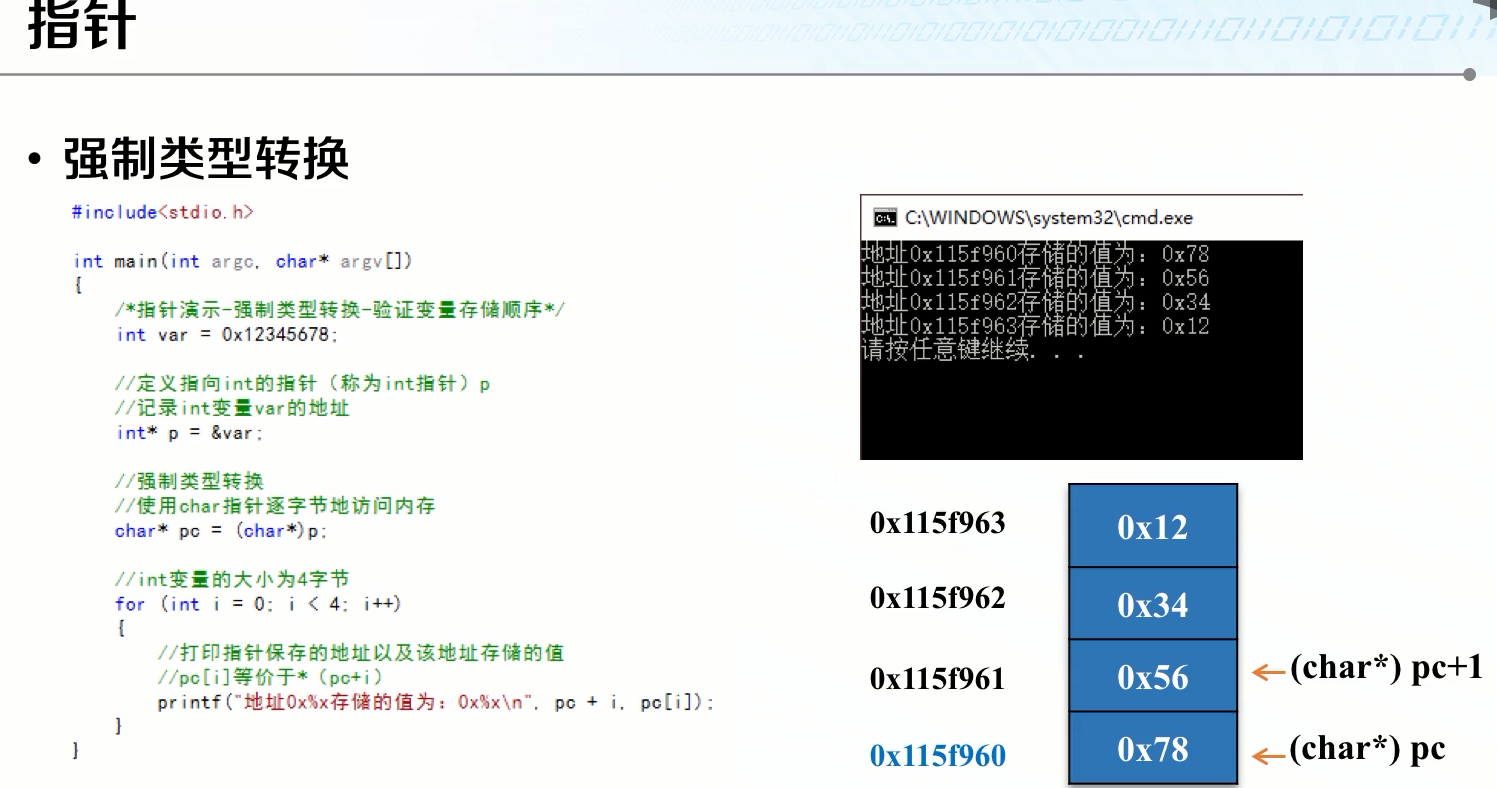 指针
• 强制类型转换
#include<stdio.h>
int main(int argc, char* argv[])
{
/*指针演示-强制类型转换-验证变量存储顺序*/
int var = 0x12345678;
//定义指向int的指针（称为int指针）p
//记录int变量var的地址
int* p = &var;
//强制类型转换
//使用char指针逐字节地访问内存
char* pc = (char*)p;
//int变量的大小为4字节
for (int i = 0; i < 4; i++)
{
//打印指针保存的地址以及该地址存储的值
//pc[i]等价于*（pc+i）
printf("地址0x%x存储的值为：0x%x\n", pc + i, pc[i]);
}
}
C:\WINDOWS\system32\cmd.exe
地址0x115f960存储的值为：0x78
地址0x115f961存储的值为：0x56
地址0x115f962存储的值为：0x34
地址0x115f963存储的值为：0x12
请按任意键继续. . .
0x115f963 0x12
0x115f962 0x34
0x115f961 0x56 (char*) pc+1
0x115f960 0x78 (char*) pc